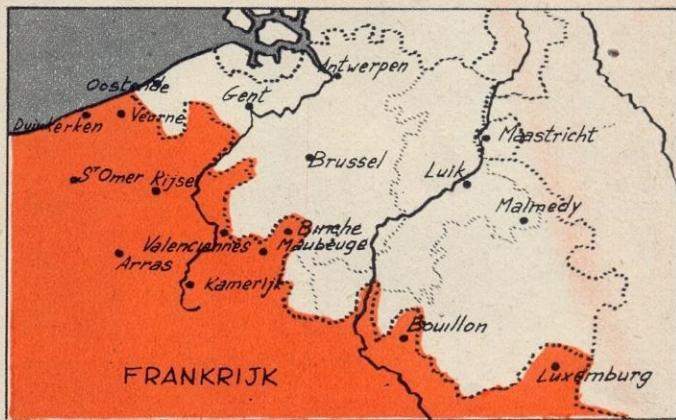 Antwerpen
Oostende
Gent
Duinkerken
Veurne
Maastricht
Brussel
St Omer
Rijsel
Luik
Malmedy
Binche
Valenciennes
Maubeuge
Arras
Kamerijk
Bouillon
FRANKRIJK
Luxemburg